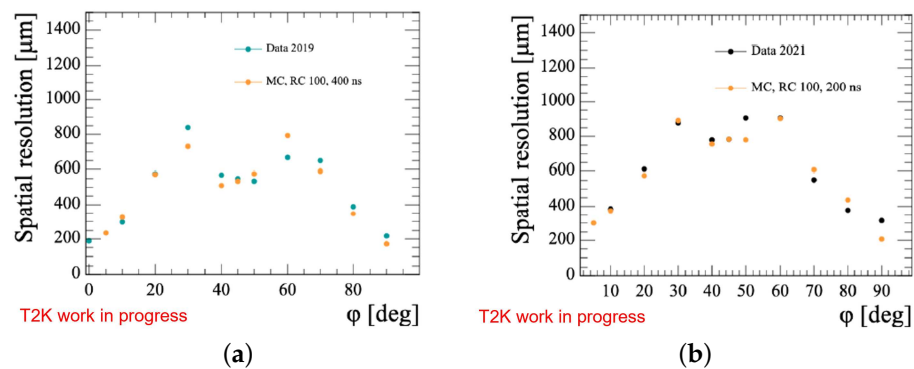 Spatial resolution [μm]
1400
1200
1000
800
600
400
200
0
Data 2019
MC, RC 100, 400 ns
0 20 40 60 80
φ [deg]
T2K work in progress
(a)
Spatial resolution [μm]
1400
1200
1000
800
600
400
200
0
Data 2021
MC, RC 100, 200 ns
10 20 30 40 50 60 70 80 90
φ [deg]
T2K work in progress
(b)